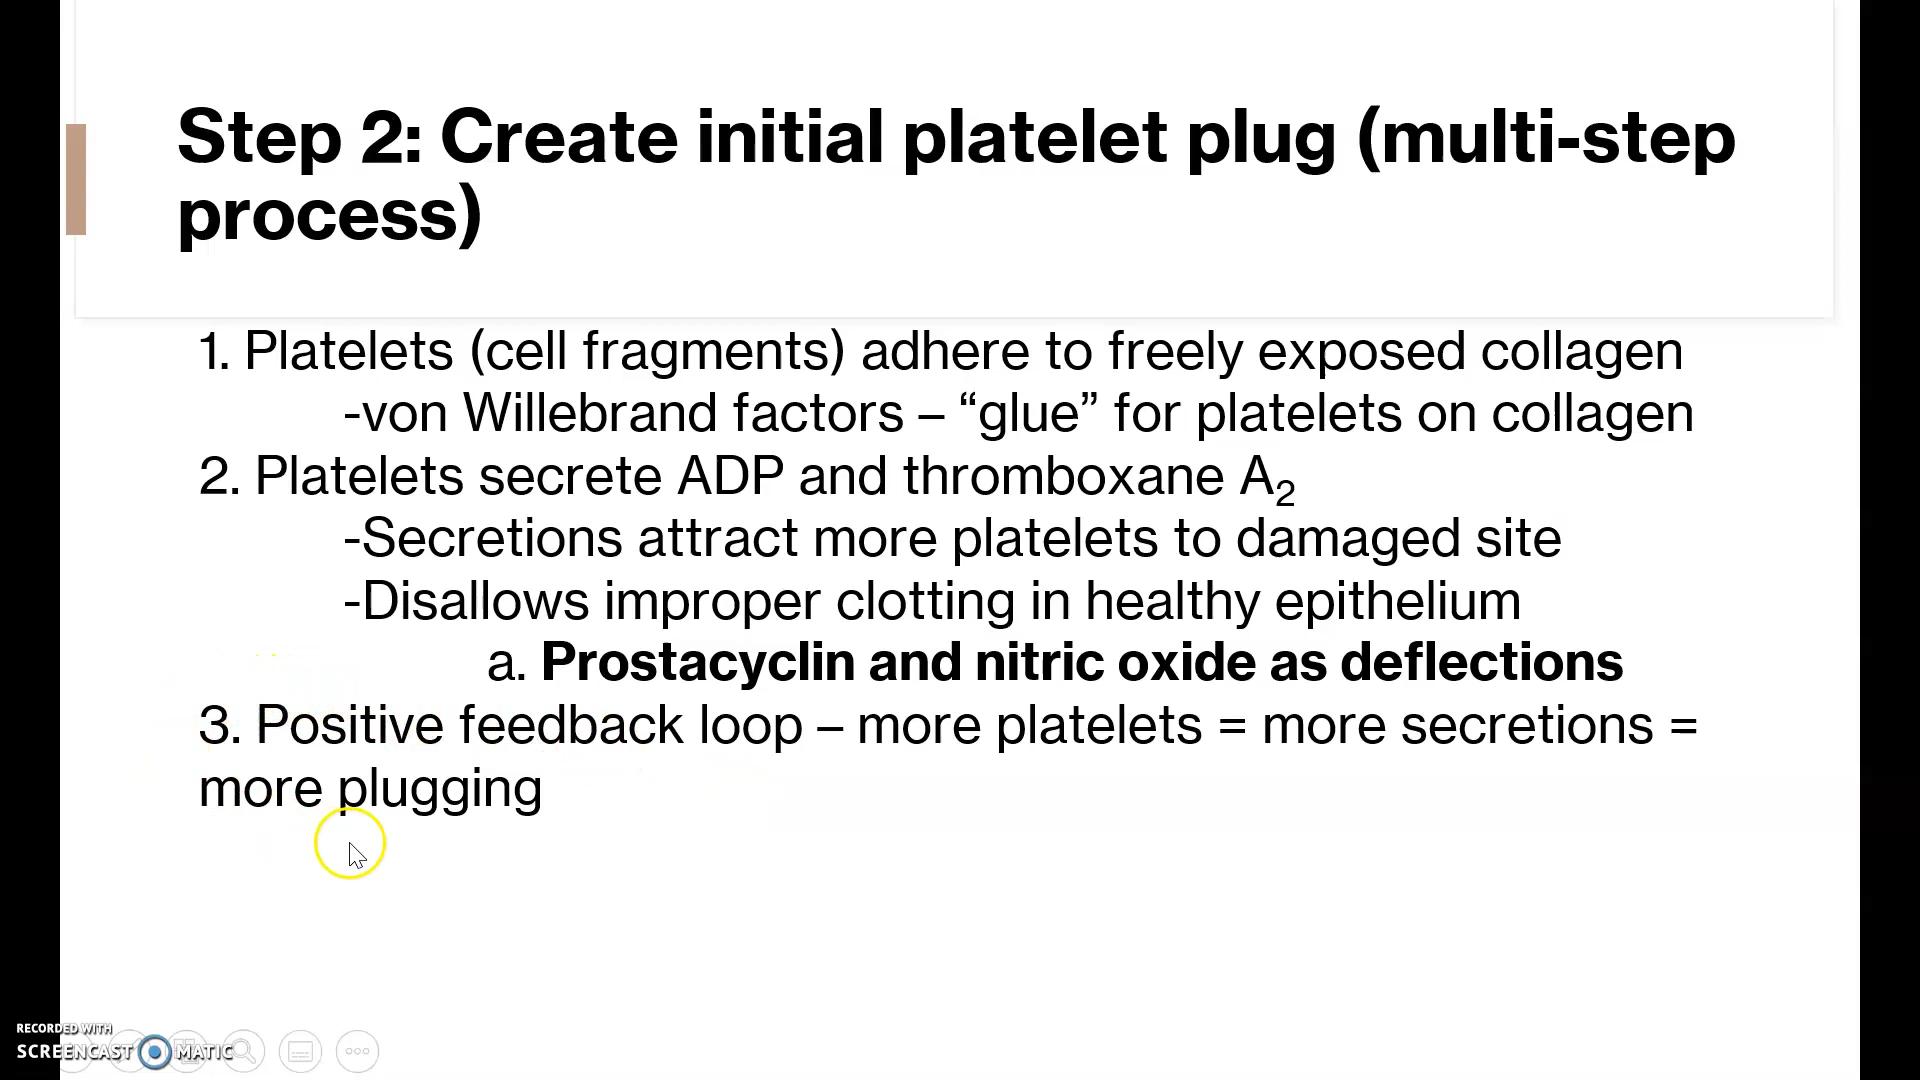 Step 2: Create initial platelet plug (multi-step
process)
1. Platelets (cell fragments) adhere to freely exposed collagen
-von Willebrand factors – “glue” for platelets on collagen
2. Platelets secrete ADP and thromboxane A₂
-Secretions attract more platelets to damaged site
-Disallows improper clotting in healthy epithelium
a. Prostacyclin and nitric oxide as deflections
3. Positive feedback loop – more platelets = more secretions =
more plugging
RECORDED WITH
SCREENCAST MATIC